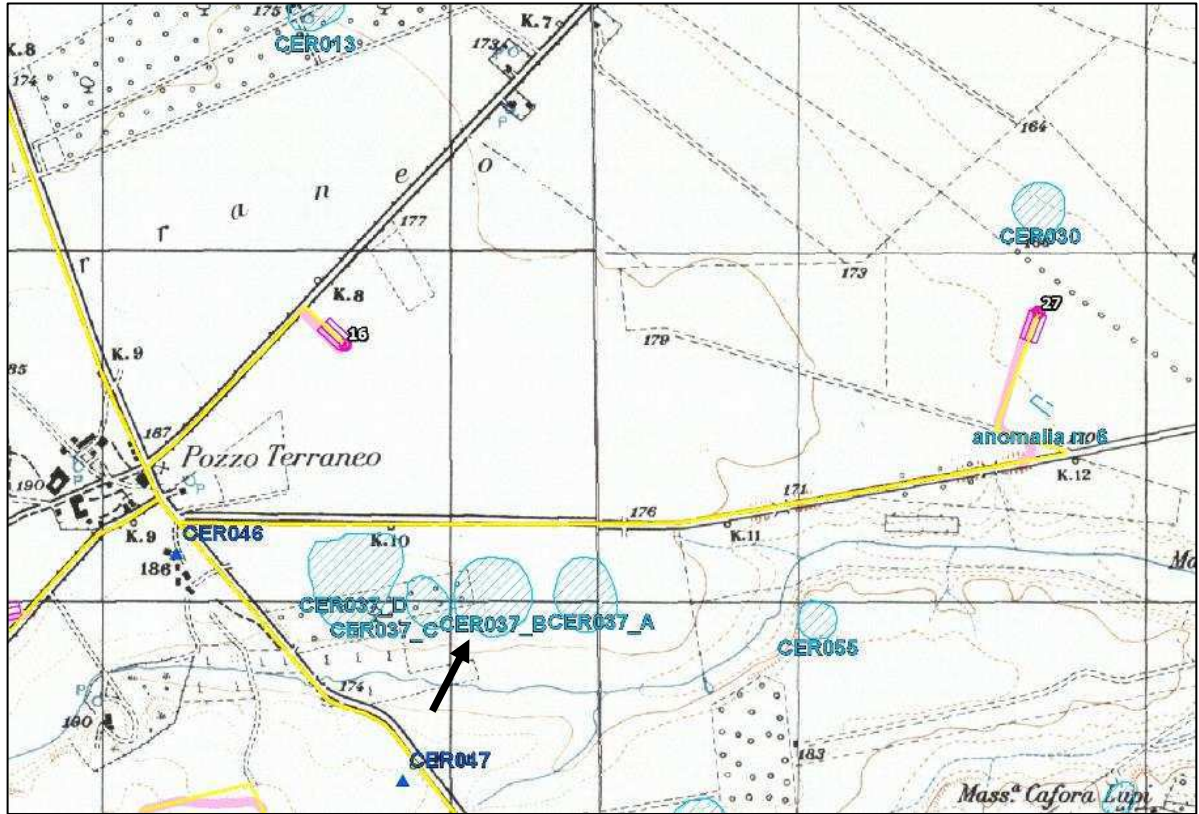 175
K.7
CER013
173
K.8
174
164
r r a n e o
177
CER030
173
K.8
16
27
179
K.9
85
anomalia n. 6
187
Pozzo Terraneo
190
P
P
K.12
171
176
K.9
CER046
K.10
K.11
186
Ma
CER037_D
CER037_C
CER037_B
CER037_A
CER055
174
190
183
CER047
Mass.ª Cafora Lupi